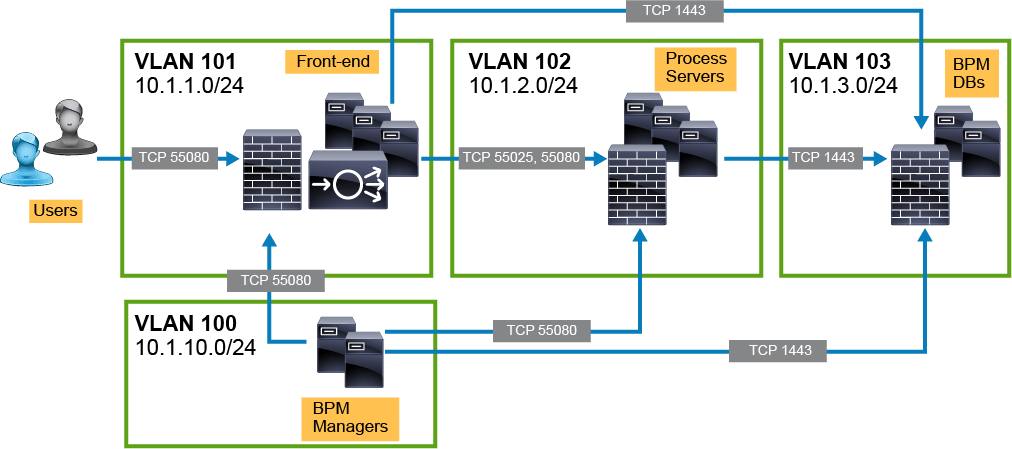 TCP 1443
VLAN 101
10.1.1.0/24
Front-end
VLAN 102
10.1.2.0/24
Process
Servers
VLAN 103
10.1.3.0/24
BPM
DBs
TCP 55080
TCP 55025, 55080
TCP 1443
Users
TCP 55080
VLAN 100
10.1.10.0/24
TCP 55080
TCP 1443
BPM
Managers